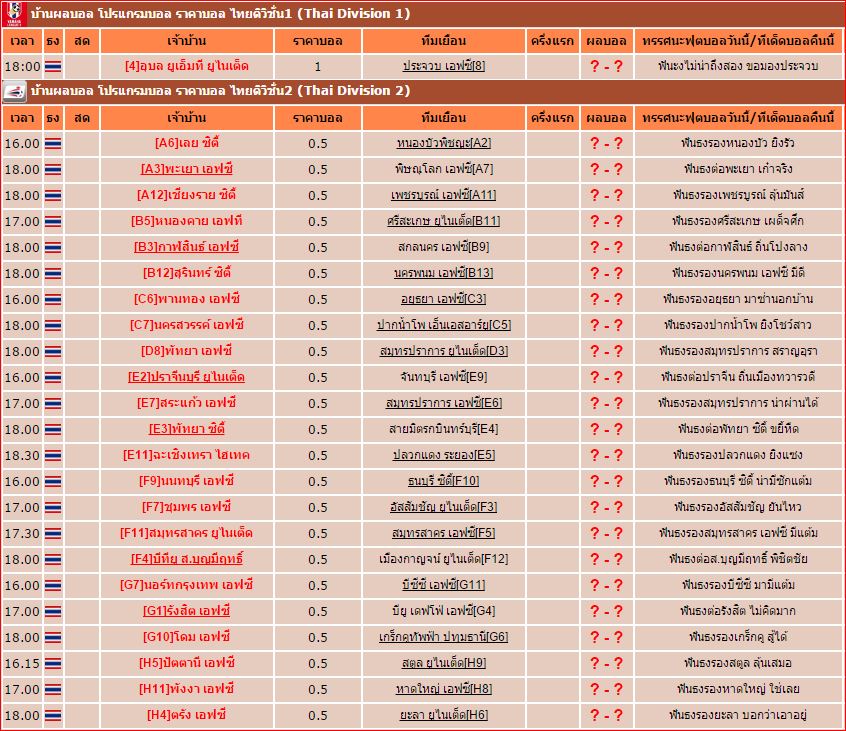 บ้านผลบอล โปรแกรมบอล ราคาบอล ไทยดิวิชั่น1 (Thai Division 1)
เวลา ธง สด เจ้าบ้าน ราคาบอล ทีมเยือน ครึ่งแรก ผลบอล ทรรศนะฟุตบอลวันนี้/ทีเด็ดบอลคืนนี้
18:00 [4]อุบล ยูเอ็มที ยูไนเต็ด 1 ประจวบ เอฟซี[8] ? - ? ฟันธงไม่น่าถึงสอง ขอมองประจวบ
บ้านผลบอล โปรแกรมบอล ราคาบอล ไทยดิวิชั่น2 (Thai Division 2)
เวลา ธง สด เจ้าบ้าน ราคาบอล ทีมเยือน ครึ่งแรก ผลบอล ทรรศนะฟุตบอลวันนี้/ทีเด็ดบอลคืนนี้
16.00 [A6]เลย ซิตี้ 0.5 หนองบัวพิชญะ[A2] ? - ? ฟันธงรองหนองบัว ยิงรัว
18.00 [A3]พะเยา เอฟซี 0.5 พิษณุโลก เอฟซี[A7] ? - ? ฟันธงต่อพะเยา เก๋าจริง
18.00 [A12]เชียงราย ซิตี้ 0.5 เพชรบูรณ์ เอฟซี[A11] ? - ? ฟันธงรองเพชรบูรณ์ ลุ้นมันส์
17.00 [B5]หนองคาย เอฟที 0.5 ศรีสะเกษ ยูไนเต็ด[B11] ? - ? ฟันธงรองศรีสะเกษ เผด็จศึก
18.00 [B3]กาฬสินธุ์ เอฟซี 0.5 สกลนคร เอฟซี[B9] ? - ? ฟันธงต่อกาฬสินธุ์ ถิ่นโปงลาง
18.00 [B12]สุรินทร์ ซิตี้ 0.5 นครพนม เอฟซี[B13] ? - ? ฟันธงรองนครพนม เอฟซี มีดี
16.00 [C6]พานทอง เอฟซี 0.5 อยุธยา เอฟซี[C3] ? - ? ฟันธงรองอยุธยา มาซ่านอกบ้าน
18.00 [C7]นครสวรรค์ เอฟซี 0.5 ปากน้ำโพ เอ็นเอสอาร์ยู[C5] ? - ? ฟันธงรองปากน้ำโพ ยิงโชว์สาว
18.00 [D8]พัทยา เอฟซี 0.5 สมุทรปราการ ยูไนเต็ด[D3] ? - ? ฟันธงรองสมุทรปราการ สราญอุรา
16.00 [E2]ปราจีนบุรี ยูไนเต็ด 0.5 จันทบุรี เอฟซี[E9] ? - ? ฟันธงต่อปราจีน ถิ่นเมืองทวารวดี
17.00 [E7]สระแก้ว เอฟซี 0.5 สมุทรปราการ เอฟซี[E6] ? - ? ฟันธงรองสมุทรปราการ น่าผ่านได้
18.00 [E3]พัทยา ซิตี้ 0.5 สายมิตรกบินทร์บุรี[E4] ? - ? ฟันธงต่อพัทยา ซิตี้ ขยี้หืด
18.30 [E11]ฉะเชิงเทรา ไฮเทค 0.5 ปลวกแดง ระยอง[E5] ? - ? ฟันธงรองปลวกแดง ยิงแซง
16.00 [F9]นนทบุรี เอฟซี 0.5 ธนบุรี ซิตี้[F10] ? - ? ฟันธงรองธนบุรี ซิตี้ น่ามีซักแต้ม
17.00 [F7]ชุมพร เอฟซี 0.5 อัสสัมชัญ ยูไนเต็ด[F3] ? - ? ฟันธงรองอัสสัมชัญ ยันไหว
17.30 [F11]สมุทรสาคร ยูไนเต็ด 0.5 สมุทรสาคร เอฟซี[F5] ? - ? ฟันธงรองสมุทรสาคร เอฟซี มีแต้ม
18.00 [F4]บีทียู ส.บุญมีฤทธิ์ 0.5 เมืองกาญจน์ ยูไนเต็ด[F12] ? - ? ฟันธงต่อส.บุญมีฤทธิ์ พิชิตชัย
16.00 [G7]นอร์ทกรุงเทพ เอฟซี 0.5 บีซีซี เอฟซี[G11] ? - ? ฟันธงรองบีซีซี มามีแต้ม
17.00 [G1]รังสิต เอฟซี 0.5 บียู เดฟโฟ่ เอฟซี[G4] ? - ? ฟันธงต่อรังสิต ไม่คิดมาก
18.00 [G10]โดม เอฟซี 0.5 เกร็กคูทัพฟ้า ปทุมธานี[G6] ? - ? ฟันธงรองเกร็กคู สู้ได้
16.15 [H5]ปัตตานี เอฟซี 0.5 สตูล ยูไนเต็ด[H9] ? - ? ฟันธงรองสตูล ลุ้นเสมอ
17.00 [H11]พังงา เอฟซี 0.5 หาดใหญ่ เอฟซี[H8] ? - ? ฟันธงรองหาดใหญ่ ใช่เลย
18.00 [H4]ตรัง เอฟซี 0.5 ยะลา ยูไนเต็ด[H6] ? - ? ฟันธงรองยะลา บอกว่าเอาอยู่